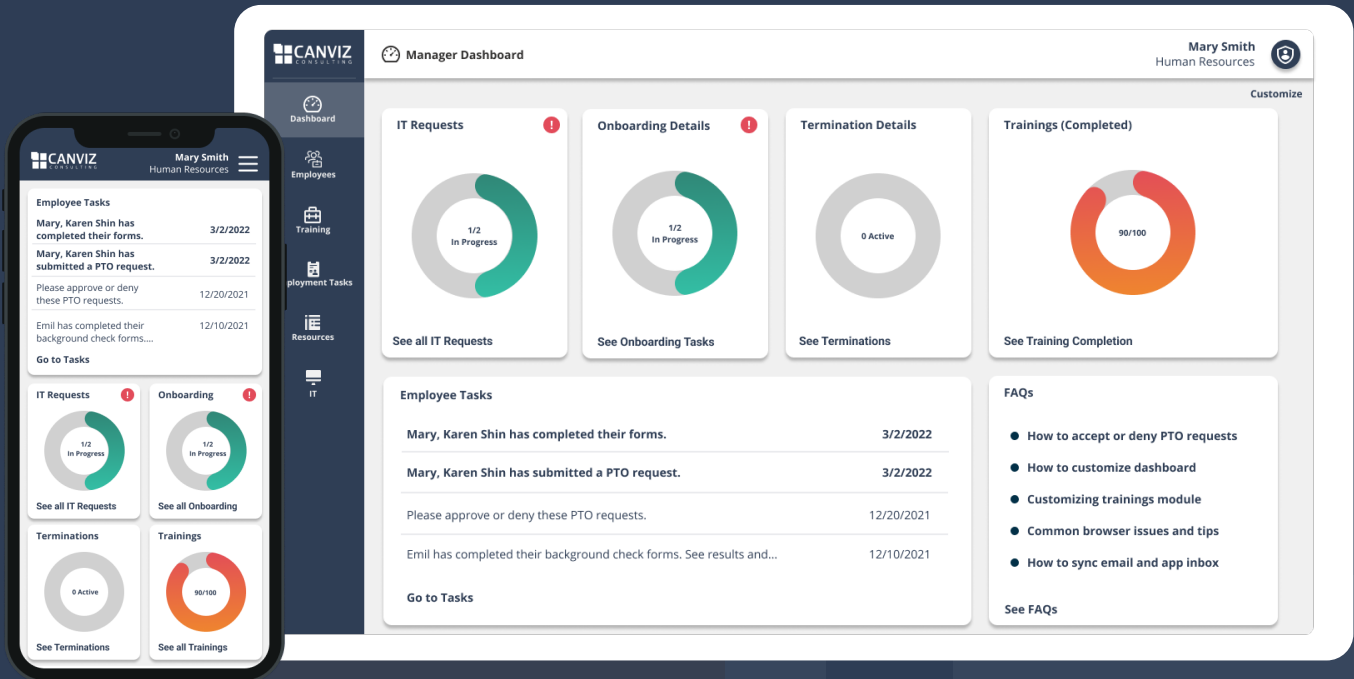 CANVIZ
CONSULTING
Mary Smith
Human Resources
Employee Tasks
Mary, Karen Shin has
completed their forms.
3/2/2022
Mary, Karen Shin has
submitted a PTO request.
3/2/2022
Please approve or deny
these PTO requests.
12/20/2021
Emil has completed their
background check forms....
12/10/2021
Go to Tasks
IT Requests
!
1/2
In Progress
See all IT Requests
Onboarding
!
1/2
In Progress
See all Onboarding
Terminations
0 Active
See Terminations
Trainings
90/100
See all Trainings
CANVIZ
CONSULTING
Dashboard
Employees
Training
ployment Tasks
Resources
IT
Manager Dashboard
Mary Smith
Human Resources
Customize
IT Requests
!
1/2
In Progress
See all IT Requests
Onboarding Details
!
1/2
In Progress
See Onboarding Tasks
Termination Details
0 Active
See Terminations
Trainings (Completed)
90/100
See Training Completion
Employee Tasks
Mary, Karen Shin has completed their forms.
3/2/2022
Mary, Karen Shin has submitted a PTO request.
3/2/2022
Please approve or deny these PTO requests.
12/20/2021
Emil has completed their background check forms. See results and...
12/10/2021
Go to Tasks
FAQs
How to accept or deny PTO requests
How to customize dashboard
Customizing trainings module
Common browser issues and tips
How to sync email and app inbox
See FAQs